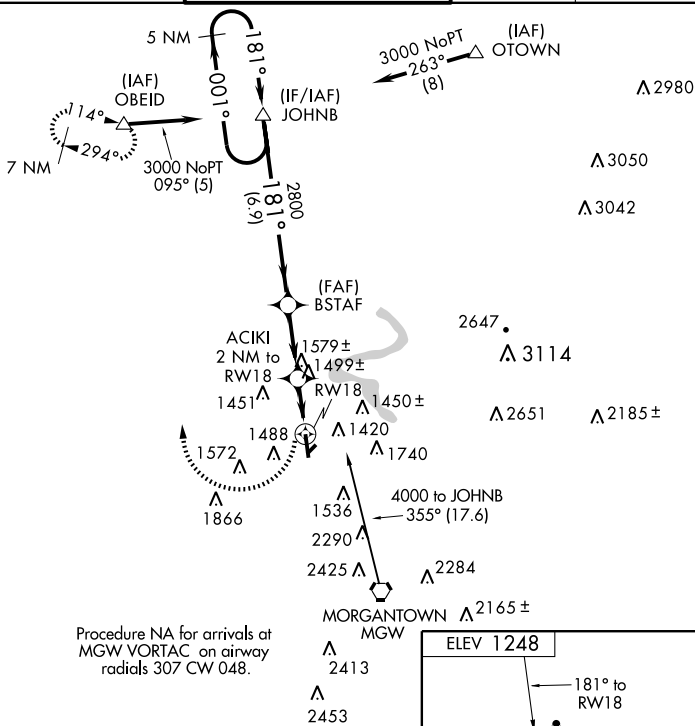 5 NM
181°
001°
(IF/IAF)
JOHNB
3000 NoPT
263°
(8)
(IAF)
OTOWN
2980
(IAF)
OBEID
114°
294°
7 NM
3000 NoPT
095° (5)
3050
3042
2800
181°
(6.9)
(FAF)
BSTAF
2647
3114
ACIKI
2 NM to
RW18
1579 ±
1499 ±
RW18
1451
1450 ±
2651
2185 ±
1488
1420
1572
1740
1866
1536
4000 to JOHNB
355° (17.6)
2290
2425
2284
MORGANTOWN
MGW
2165 ±
Procedure NA for arrivals at
MGW VORTAC on airway
radials 307 CW 048.
2413
2453
ELEV 1248
181° to
RW18